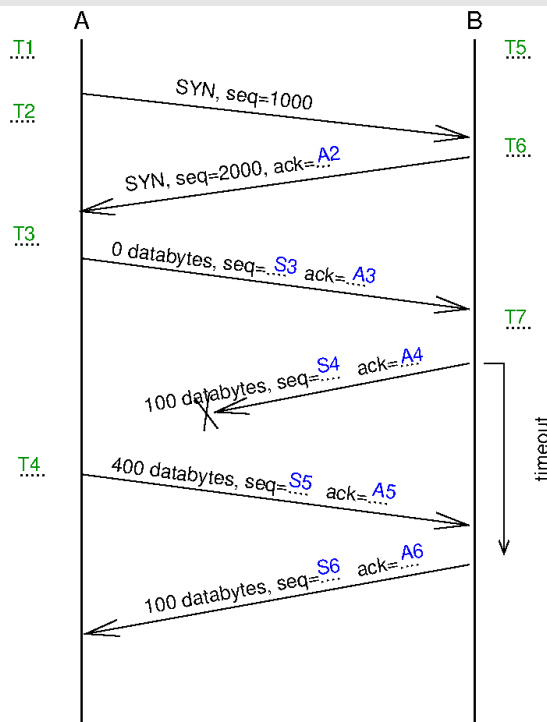 A B
T1 T5
SYN, seq=1000
T2
T6
SYN, seq=2000, ack=A2
T3
0 databytes, seq=S3 ack=A3
T7
100 databytes, seq=S4 ack=A4
timeout
T4
400 databytes, seq=S5 ack=A5
100 databytes, seq=S6 ack=A6